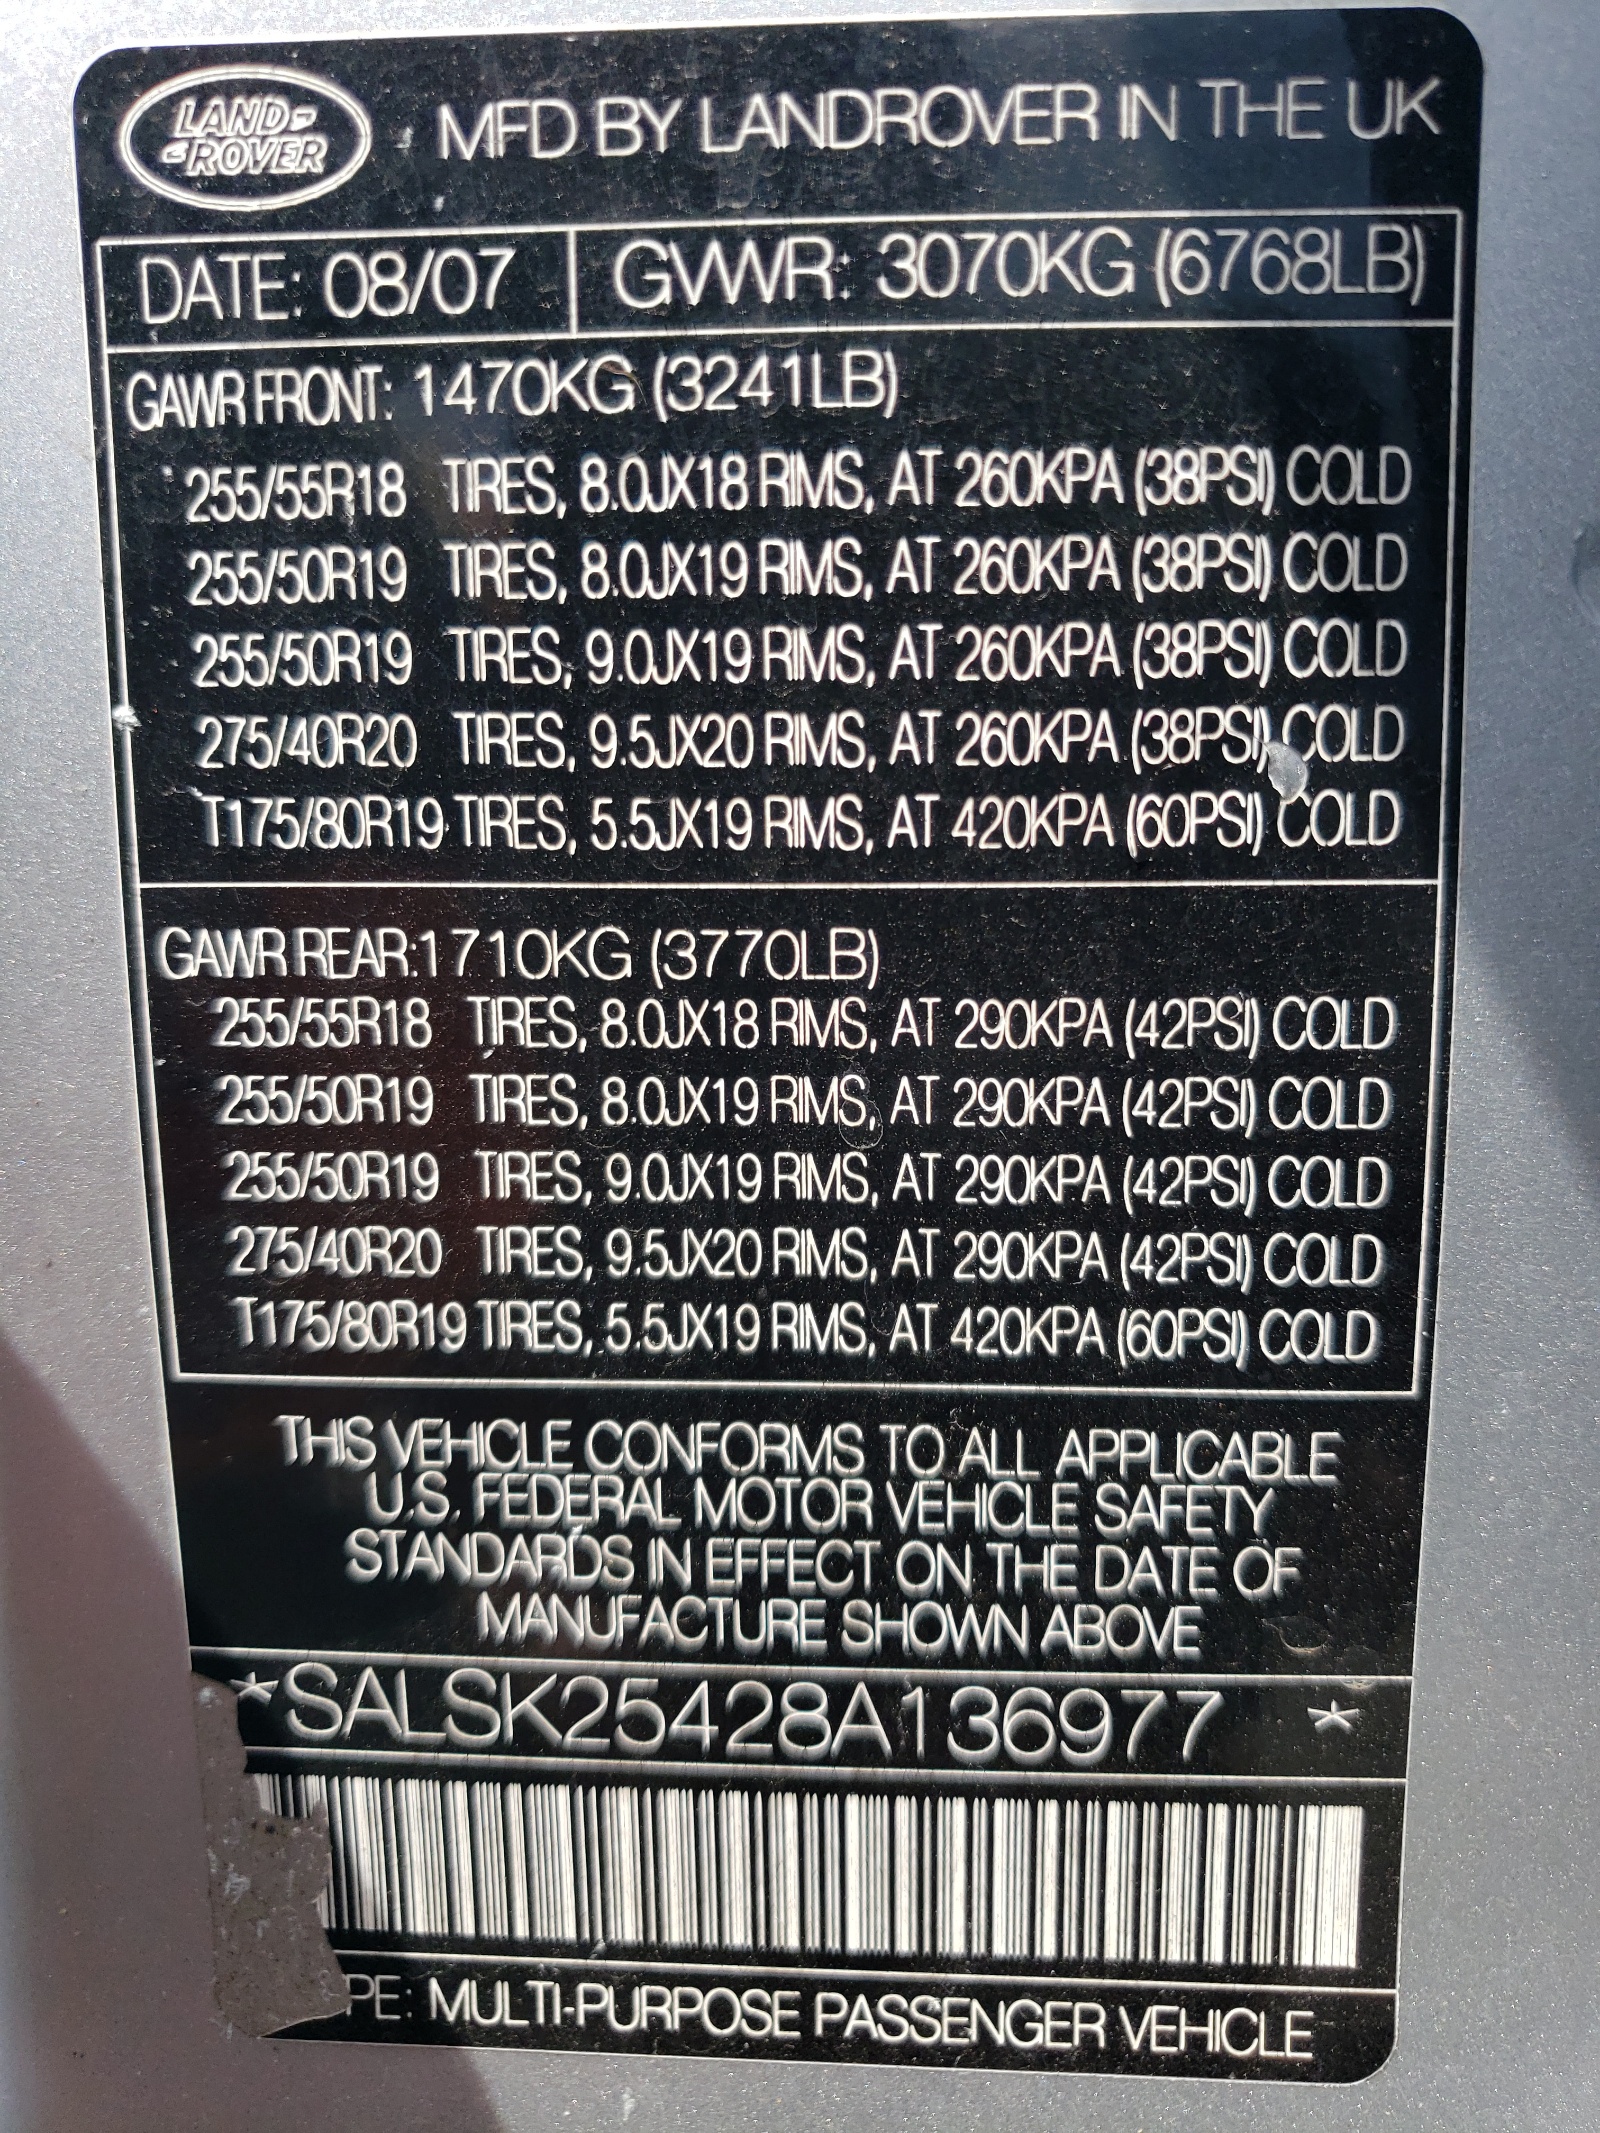 LAND-
-ROVER
MFD BY LANDROVER IN THE UK
DATE: 08/07 GVWR: 3070KG (6768LB)
GAWR FRONT: 1470KG (3241LB)
255/55R18 TIRES, 8.0JX18 RIMS, AT 260KPA (38PSI) COLD
255/50R19 TIRES, 8.0JX19 RIMS, AT 260KPA (38PSI) COLD
255/50R19 TIRES, 9.0JX19 RIMS, AT 260KPA (38PSI) COLD
275/40R20 TIRES, 9.5JX20 RIMS, AT 260KPA (38PSI) COLD
T175/80R19 TIRES, 5.5JX19 RIMS, AT 420KPA (60PSI) COLD
GAWR REAR:1710KG (3770LB)
255/55R18 TIRES, 8.0JX18 RIMS, AT 290KPA (42PSI) COLD
255/50R19 TIRES, 8.0JX19 RIMS, AT 290KPA (42PSI) COLD
255/50R19 TIRES, 9.0JX19 RIMS, AT 290KPA (42PSI) COLD
275/40R20 TIRES, 9.5JX20 RIMS, AT 290KPA (42PSI) COLD
T175/80R19 TIRES, 5.5JX19 RIMS, AT 420KPA (60PSI) COLD
THIS VEHICLE CONFORMS TO ALL APPLICABLE
U.S. FEDERAL MOTOR VEHICLE SAFETY
STANDARDS IN EFFECT ON THE DATE OF
MANUFACTURE SHOWN ABOVE
*SALSK25428A136977 *
PE: MULTI-PURPOSE PASSENGER VEHICLE